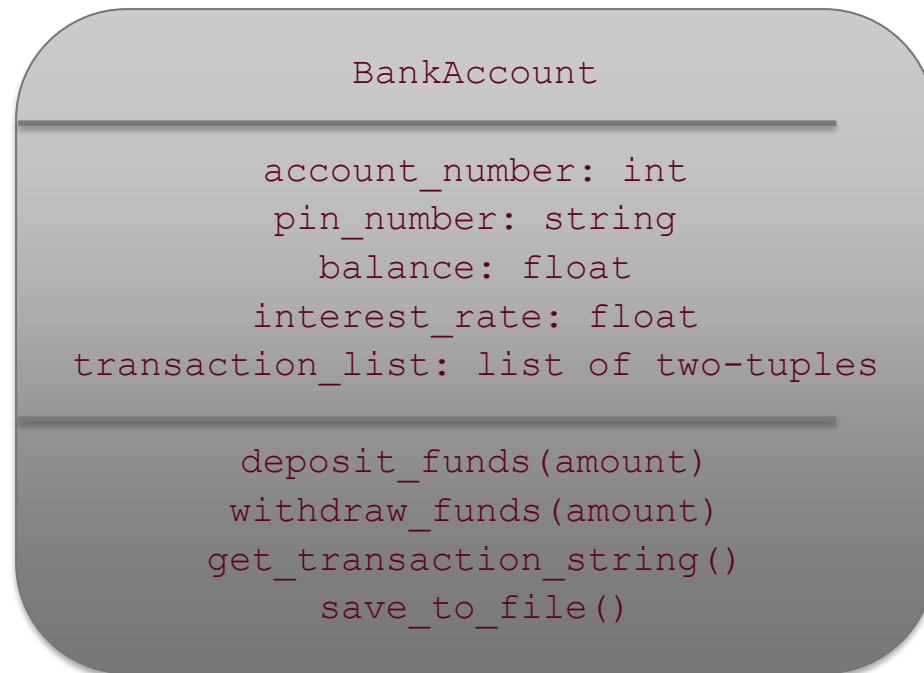 BankAccount
account_number: int
pin_number: string
balance: float
interest_rate: float
transaction_list: list of two-tuples
deposit_funds(amount)
withdraw_funds(amount)
get_transaction_string()
save_to_file()